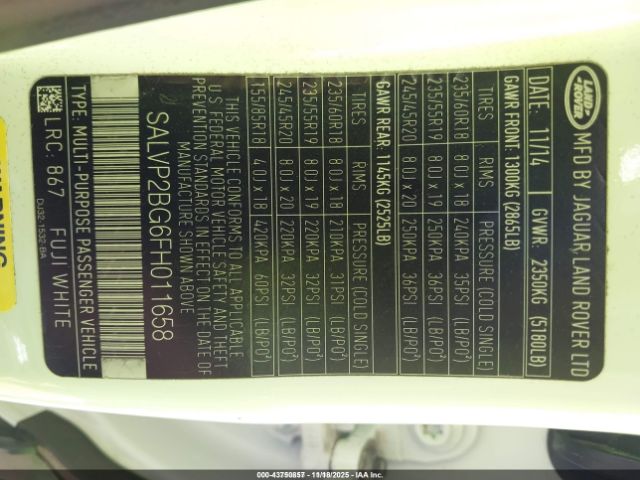 LAND
ROVER
MFD BY JAGUAR LAND ROVER LTD
DATE: 11/14 GVWR: 2350KG (5180LB)
GAWR FRONT: 1300KG (2865LB)
TIRES RIMS PRESSURE (COLD SINGLE)
235/60R18 8.0J x 18 240KPA 35PSI (LB/PO²)
235/55R19 8.0J x 19 250KPA 36PSI (LB/PO²)
245/45R20 8.0J x 20 250KPA 36PSI (LB/PO²)
GAWR REAR: 1145KG (2525LB)
TIRES RIMS PRESSURE (COLD SINGLE)
235/60R18 8.0J x 18 210KPA 31PSI (LB/PO²)
235/55R19 8.0J x 19 220KPA 32PSI (LB/PO²)
245/45R20 8.0J x 20 220KPA 32PSI (LB/PO²)
155/85R18 4.0J x 18 420KPA 60PSI (LB/PO²)
THIS VEHICLE CONFORMS TO ALL APPLICABLE
U S FEDERAL MOTOR VEHICLE SAFETY AND THEFT
PREVENTION STANDARDS IN EFFECT ON THE DATE OF
MANUFACTURE SHOWN ABOVE
SALVP2BG6FH011658
TYPE: MULTI-PURPOSE PASSENGER VEHICLE
LRC: 867 FUJI WHITE
DJ32-1532-BA
WARNING
000-43750857 - 11/18/2025 - IAA, Inc.